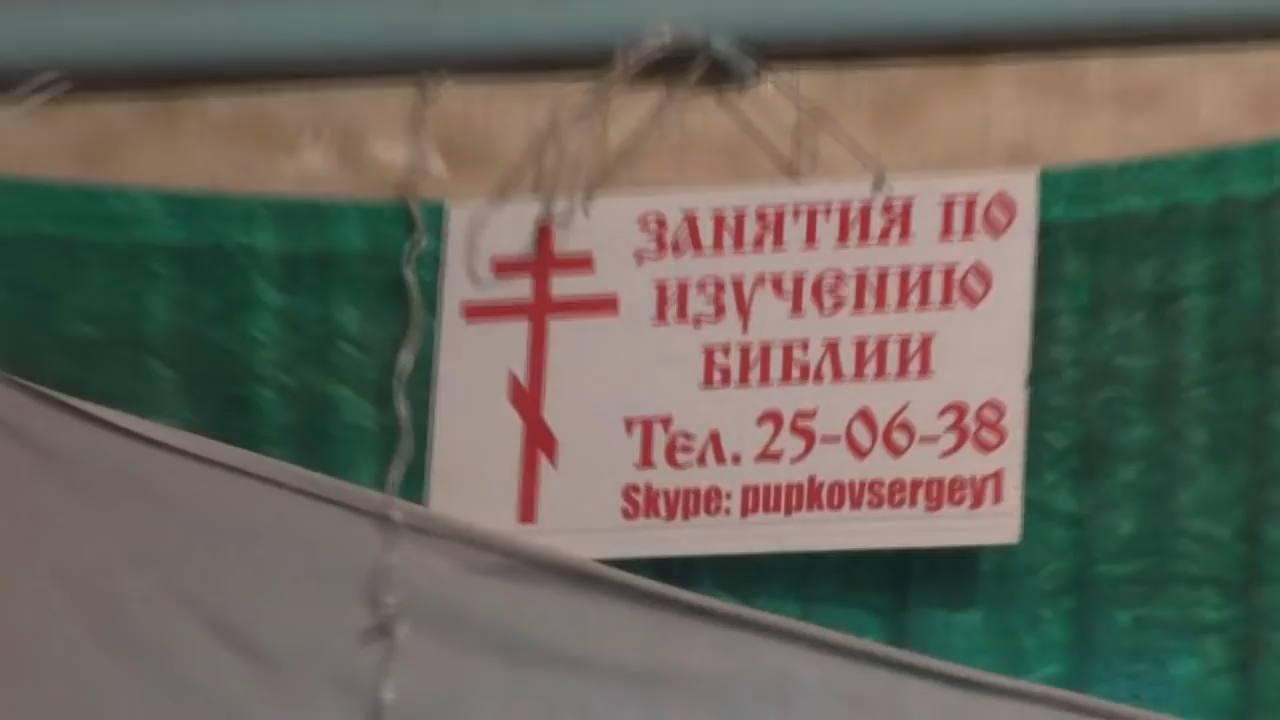 ЗАНЯТИЯ ПО
ИЗУЧЕНИЮ
БИБЛИИ
Тел. 25-06-38
Skype: pupkovsergey1